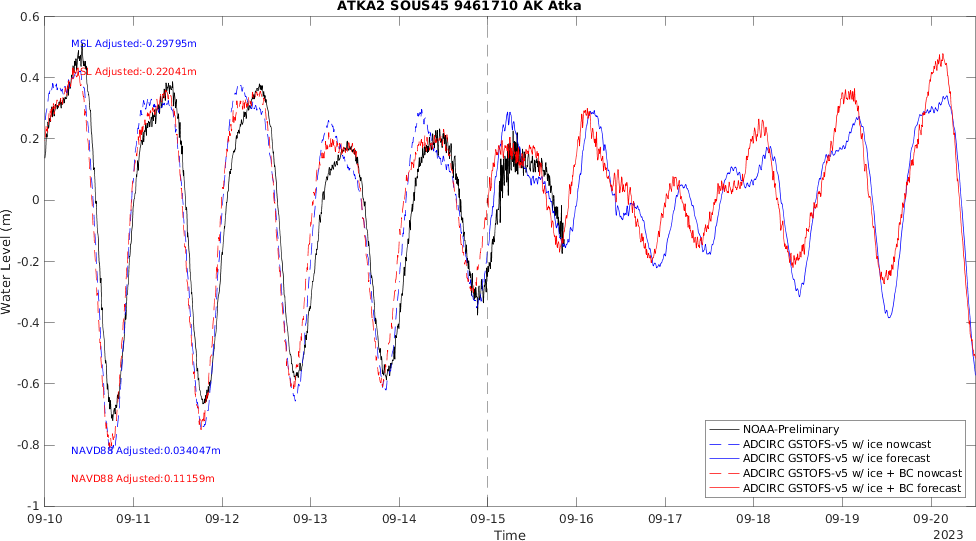 ATKA2 SOUS45 9461710 AK Atka
MSL Adjusted:-0.29795m
MSL Adjusted:-0.22041m
NAVD88 Adjusted:0.034047m
NAVD88 Adjusted:0.11159m
Water Level (m)
0.6
0.4
0.2
0
-0.2
-0.4
-0.6
-0.8
-1
NOAA-Preliminary
ADCIRC GSTOFS-v5 w/ ice nowcast
ADCIRC GSTOFS-v5 w/ ice forecast
ADCIRC GSTOFS-v5 w/ ice + BC nowcast
ADCIRC GSTOFS-v5 w/ ice + BC forecast
09-10 09-11 09-12 09-13 09-14 09-15 09-16 09-17 09-18 09-19 09-20
Time
2023